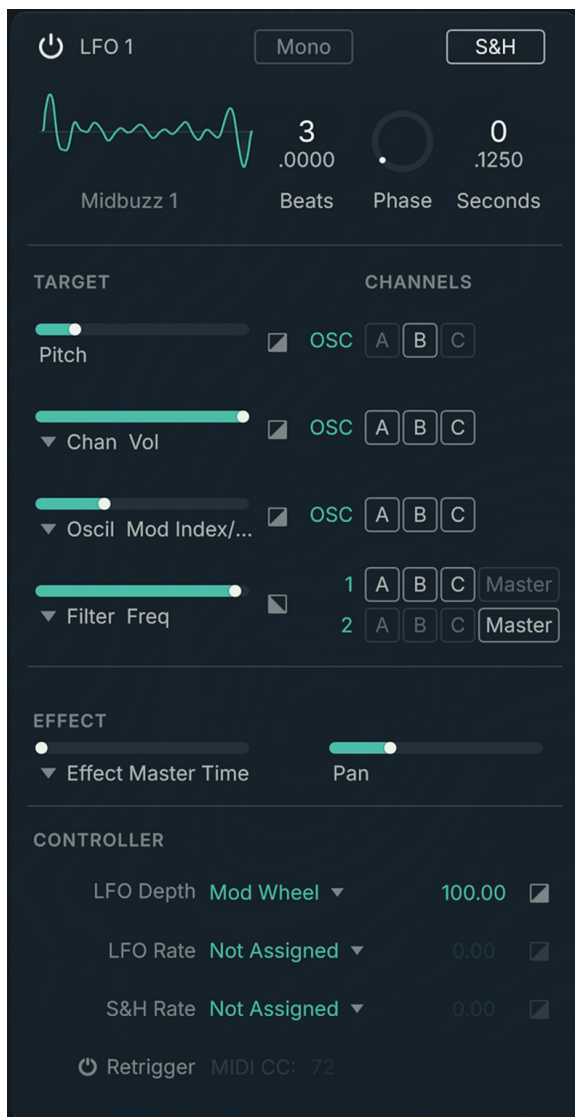 LFO 1 Mono S&H
3 0
.0000 .1250
Midbuzz 1 Beats Phase Seconds
TARGET CHANNELS
OSC A B C
Pitch
OSC A B C
Chan Vol
OSC A B C
Oscil Mod Index/...
1 A B C Master
Filter Freq
2 A B C Master
EFFECT
Effect Master Time Pan
CONTROLLER
LFO Depth Mod Wheel 100.00
LFO Rate Not Assigned 0.00
S&H Rate Not Assigned 0.00
Retrigger MIDI CC: 72